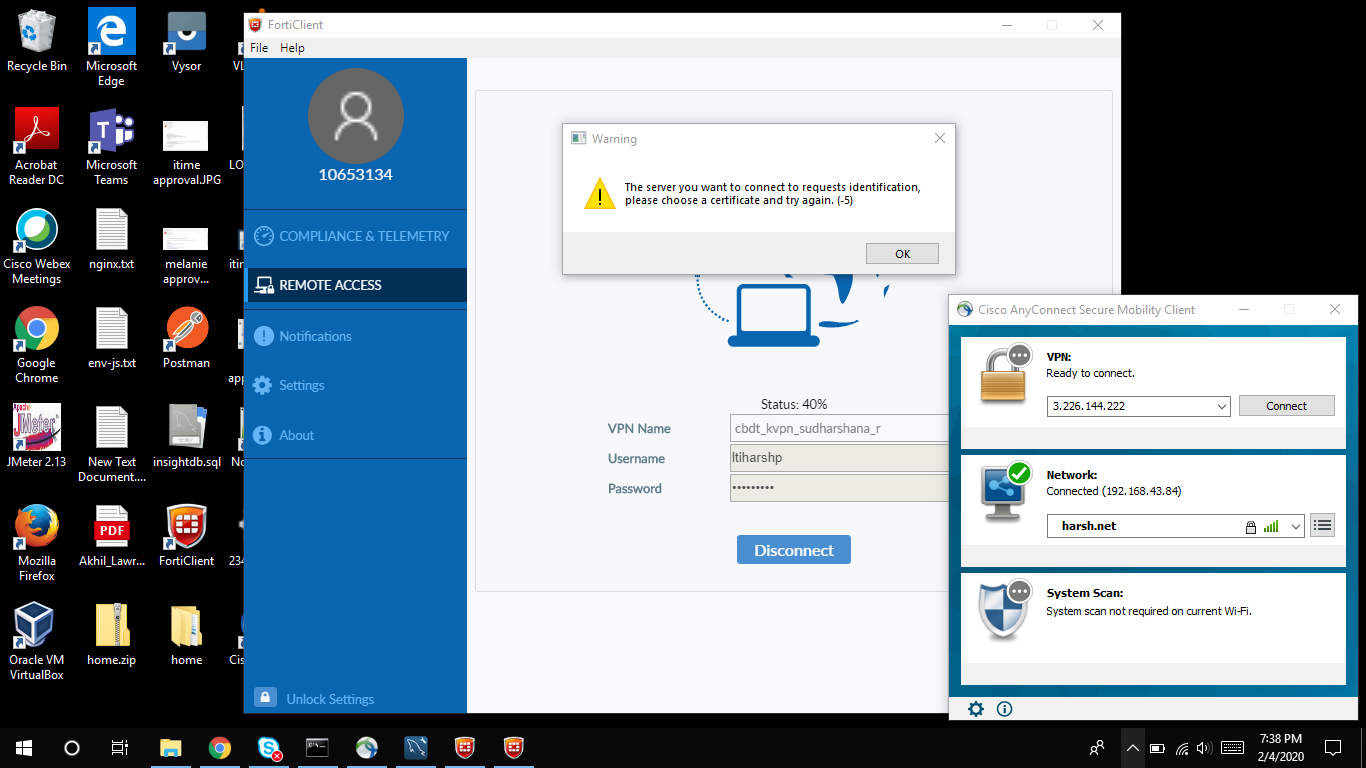 Recycle Bin
Microsoft
Edge
Vysor
Acrobat
Reader DC
Microsoft
Teams
itime
approval.JPG
LO
Cisco Webex
Meetings
nginx.txt
melanie
approv...
itin
Google
Chrome
env-js.txt
Postman
app
Apache
JMeter
JMeter 2.13
New Text
Document....
insightdb.sql
No
Mozilla
Firefox
PDF
Akhil_Lawr...
FortiClient
234
Oracle VM
VirtualBox
home.zip
home
Cis
FortiClient
File Help
10653134
COMPLIANCE & TELEMETRY
REMOTE ACCESS
Notifications
Settings
About
Unlock Settings
Warning
The server you want to connect to requests identification,
please choose a certificate and try again. (-5)
OK
Status: 40%
VPN Name cbdt_kvpn_sudharshana_r
Username ltiharshp
Password •••••••••
Disconnect
Cisco AnyConnect Secure Mobility Client
VPN:
Ready to connect.
3.226.144.222 Connect
Network:
Connected (192.168.43.84)
harsh.net
System Scan:
System scan not required on current Wi-Fi.
7:38 PM
2/4/2020